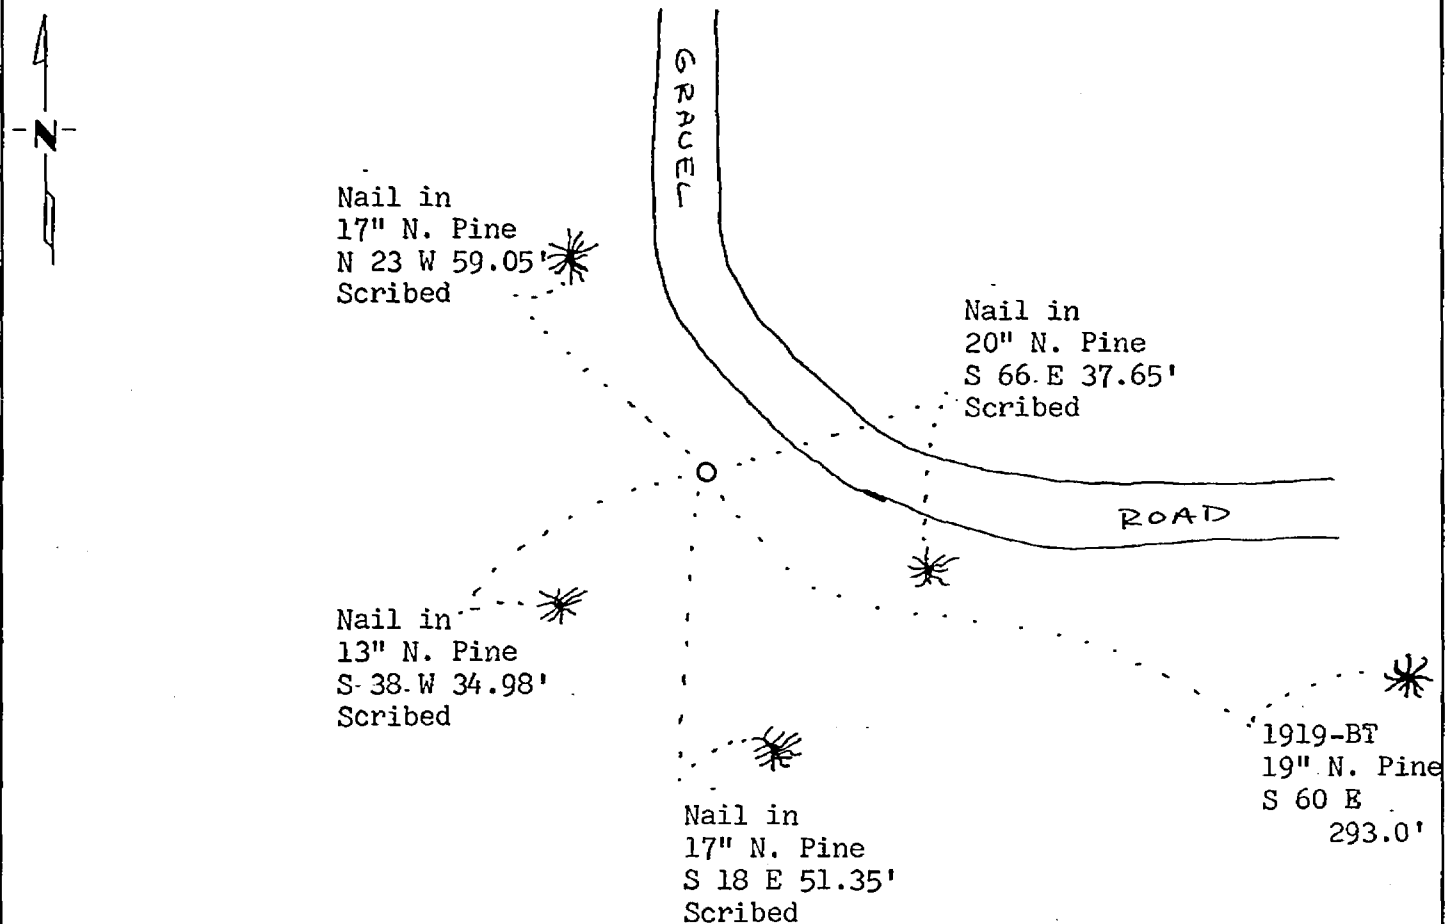 GRAVEL
-N-
Nail in
17" N. Pine
N 23 W 59.05'
Scribed
Nail in
20" N. Pine
S 66 E 37.65'
Scribed
ROAD
Nail in
13" N. Pine
S 38 W 34.98'
Scribed
1919-BT
19" N. Pine
S 60 E
293.0'
Nail in
17" N. Pine
S 18 E 51.35'
Scribed